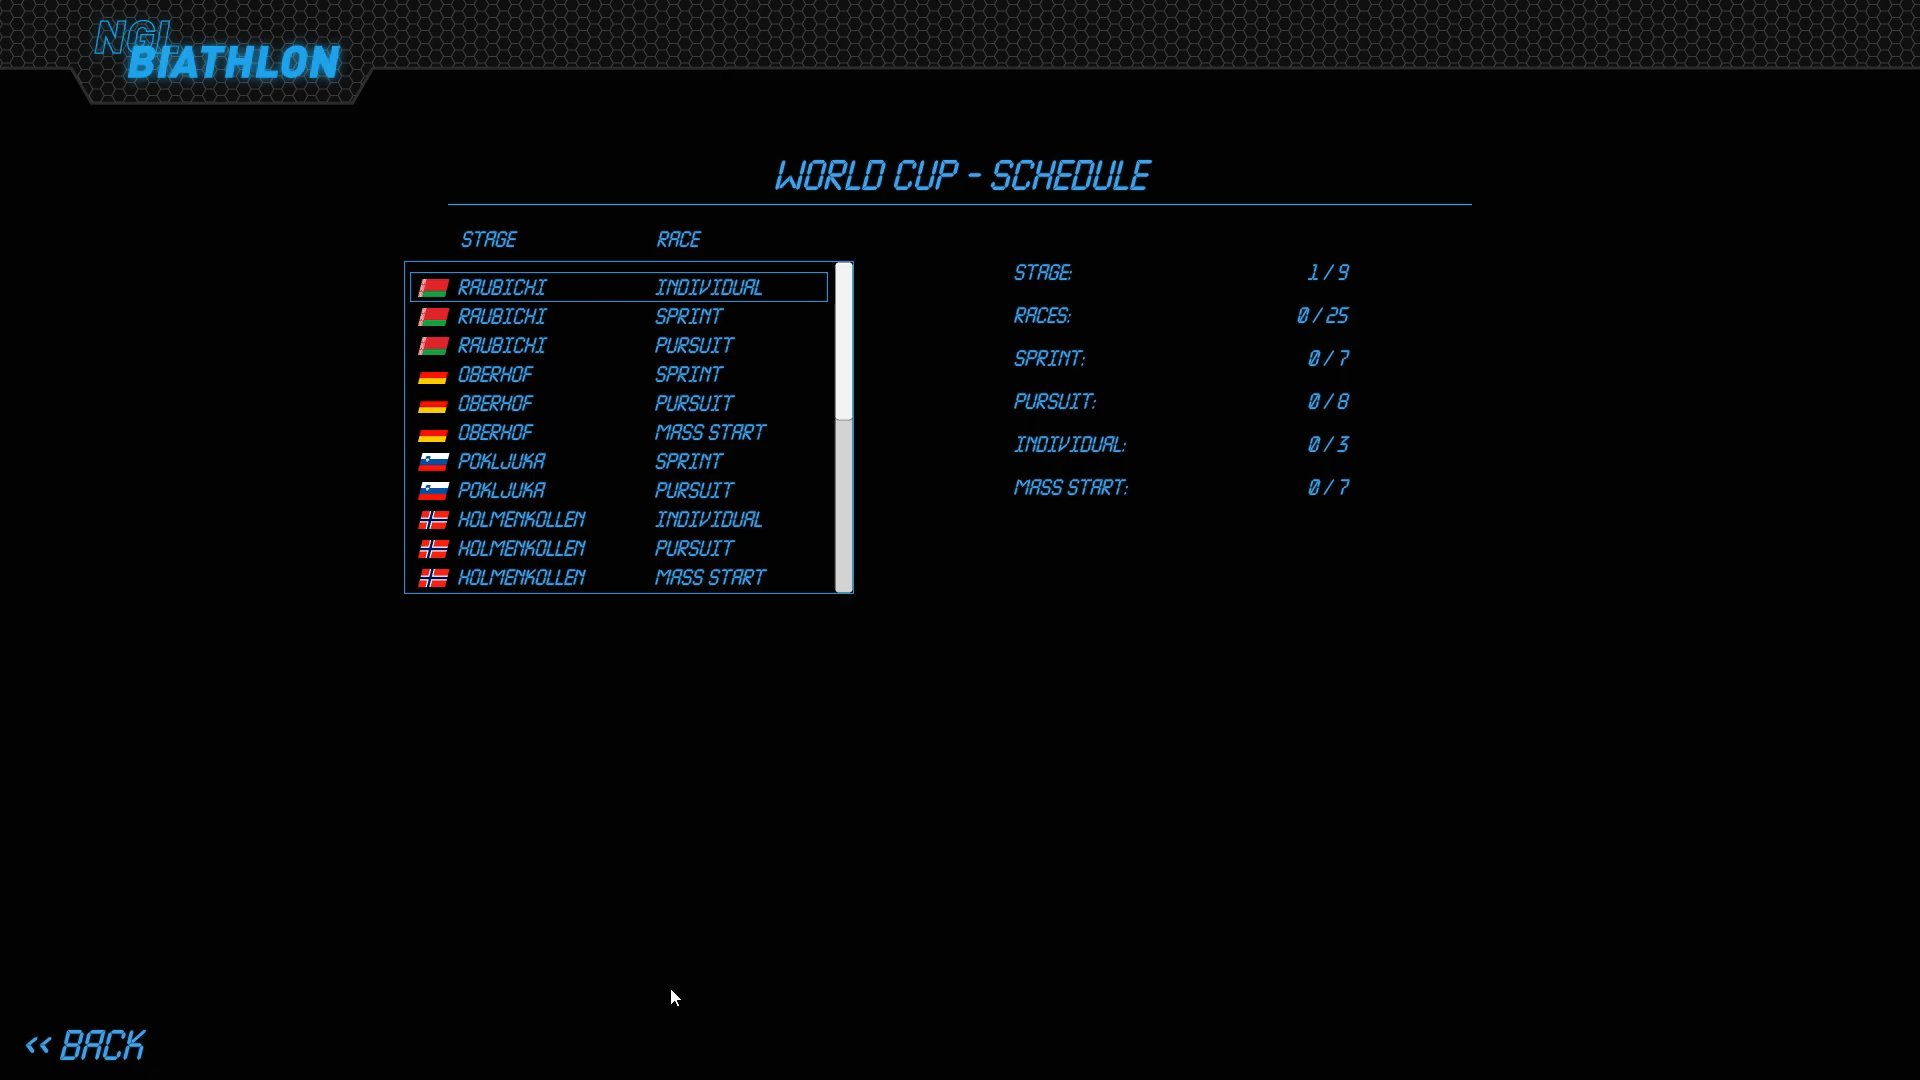 NGL
BIATHLON
WORLD CUP - SCHEDULE
STAGE RACE
RAUBICHI INDIVIDUAL
RAUBICHI SPRINT
RAUBICHI PURSUIT
OBERHOF SPRINT
OBERHOF PURSUIT
OBERHOF MASS START
POKLJUKA SPRINT
POKLJUKA PURSUIT
HOLMENKOLLEN INDIVIDUAL
HOLMENKOLLEN PURSUIT
HOLMENKOLLEN MASS START
STAGE: 1 / 9
RACES: 0 / 25
SPRINT: 0 / 7
PURSUIT: 0 / 8
INDIVIDUAL: 0 / 3
MASS START: 0 / 7
<< BACK